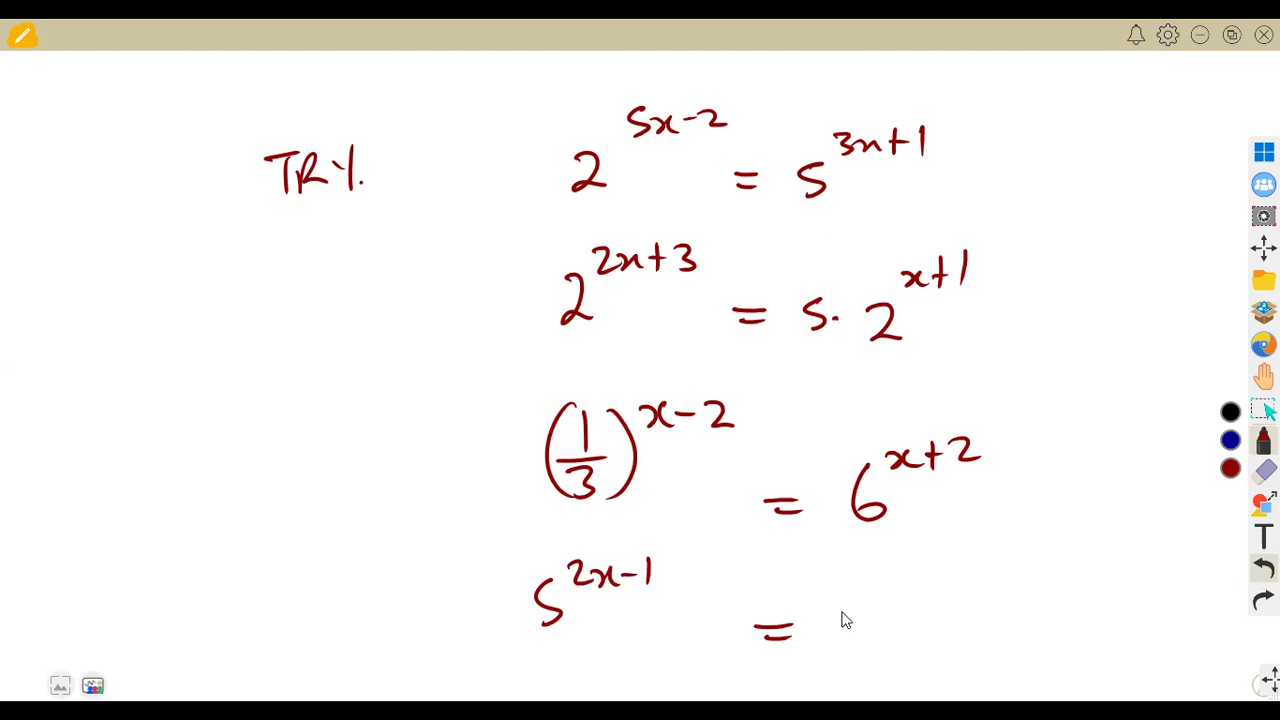 TRY. 2^{5x-2} = 5^{3x+1}
2^{2x+3} = 5. 2^{x+1}
(1/3)^{x-2} = 6^{x+2}
5^{2x-1} =
T